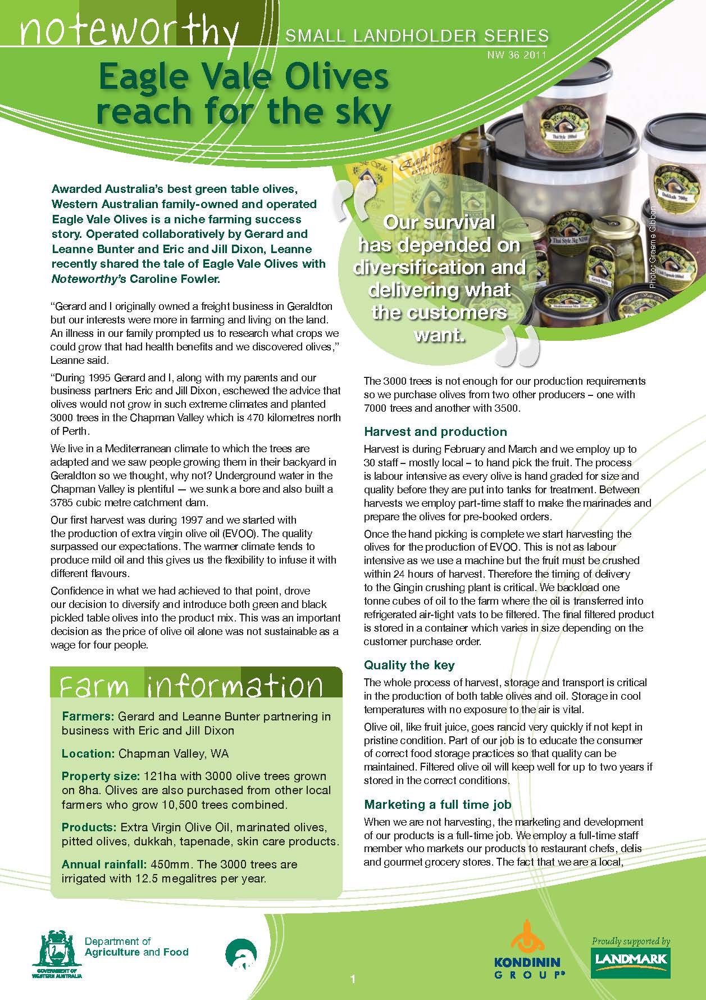 noteworthy
SMALL LANDHOLDER SERIES
NW 36 2011
Eagle Vale Olives
reach for the sky
Awarded Australia's best green table olives,
Western Australian family-owned and operated
Eagle Vale Olives is a niche farming success
story. Operated collaboratively by Gerard and
Leanne Bunter and Eric and Jill Dixon, Leanne
recently shared the tale of Eagle Vale Olives with
Noteworthy's Caroline Fowler.
“Gerard and I originally owned a freight business in Geraldton
but our interests were more in farming and living on the land.
An illness in our family prompted us to research what crops we
could grow that had health benefits and we discovered olives,”
Leanne said.
“During 1995 Gerard and I, along with my parents and our
business partners Eric and Jill Dixon, eschewed the advice that
olives would not grow in such extreme climates and planted
3000 trees in the Chapman Valley which is 470 kilometres north
of Perth.
We live in a Mediterranean climate to which the trees are
adapted and we saw people growing them in their backyard in
Geraldton so we thought, why not? Underground water in the
Chapman Valley is plentiful — we sunk a bore and also built a
3785 cubic metre catchment dam.
Our first harvest was during 1997 and we started with
the production of extra virgin olive oil (EVOO). The quality
surpassed our expectations. The warmer climate tends to
produce mild oil and this gives us the flexibility to infuse it with
different flavours.
Confidence in what we had achieved to that point, drove
our decision to diversify and introduce both green and black
pickled table olives into the product mix. This was an important
decision as the price of olive oil alone was not sustainable as a
wage for four people.
Farm information
Farmers: Gerard and Leanne Bunter partnering in
business with Eric and Jill Dixon
Location: Chapman Valley, WA
Property size: 121ha with 3000 olive trees grown
on 8ha. Olives are also purchased from other local
farmers who grow 10,500 trees combined.
Products: Extra Virgin Olive Oil, marinated olives,
pitted olives, dukkah, tapenade, skin care products.
Annual rainfall: 450mm. The 3000 trees are
irrigated with 12.5 megalitres per year.
“Our survival
has depended on
diversification and
delivering what
the customers
want.”
Eagle Vale
EXTRA VIRGIN
Olive Oil
Thai Style 1000ml
Dukkah 700g
Thai Style 3kg NDW
Greek Style
Photo: Graeme Gibbon
The 3000 trees is not enough for our production requirements
so we purchase olives from two other producers – one with
7000 trees and another with 3500.
Harvest and production
Harvest is during February and March and we employ up to
30 staff – mostly local – to hand pick the fruit. The process
is labour intensive as every olive is hand graded for size and
quality before they are put into tanks for treatment. Between
harvests we employ part-time staff to make the marinades and
prepare the olives for pre-booked orders.
Once the hand picking is complete we start harvesting the
olives for the production of EVOO. This is not as labour
intensive as we use a machine but the fruit must be crushed
within 24 hours of harvest. Therefore the timing of delivery
to the Gingin crushing plant is critical. We backload one
tonne cubes of oil to the farm where the oil is transferred into
refrigerated air-tight vats to be filtered. The final filtered product
is stored in a container which varies in size depending on the
customer purchase order.
Quality the key
The whole process of harvest, storage and transport is critical
in the production of both table olives and oil. Storage in cool
temperatures with no exposure to the air is vital.
Olive oil, like fruit juice, goes rancid very quickly if not kept in
pristine condition. Part of our job is to educate the consumer
of correct food storage practices so that quality can be
maintained. Filtered olive oil will keep well for up to two years if
stored in the correct conditions.
Marketing a full time job
When we are not harvesting, the marketing and development
of our products is a full-time job. We employ a full-time staff
member who markets our products to restaurant chefs, delis
and gourmet grocery stores. The fact that we are a local,
GOVERNMENT OF
WESTERN AUSTRALIA
Department of
Agriculture and Food
a
1
KONDININ
GROUP®
Proudly supported by
LANDMARK